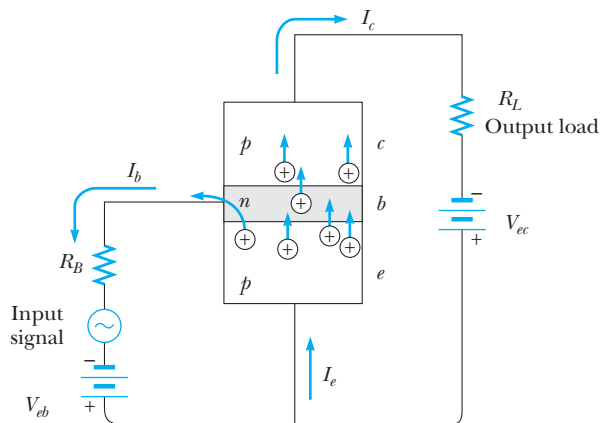 I_c
R_L
Output load
p
c
I_b
n
b
−
V_ec
+
R_B
p
e
Input
signal
−
I_e
+
V_eb
+
+
+
+
+
+
+